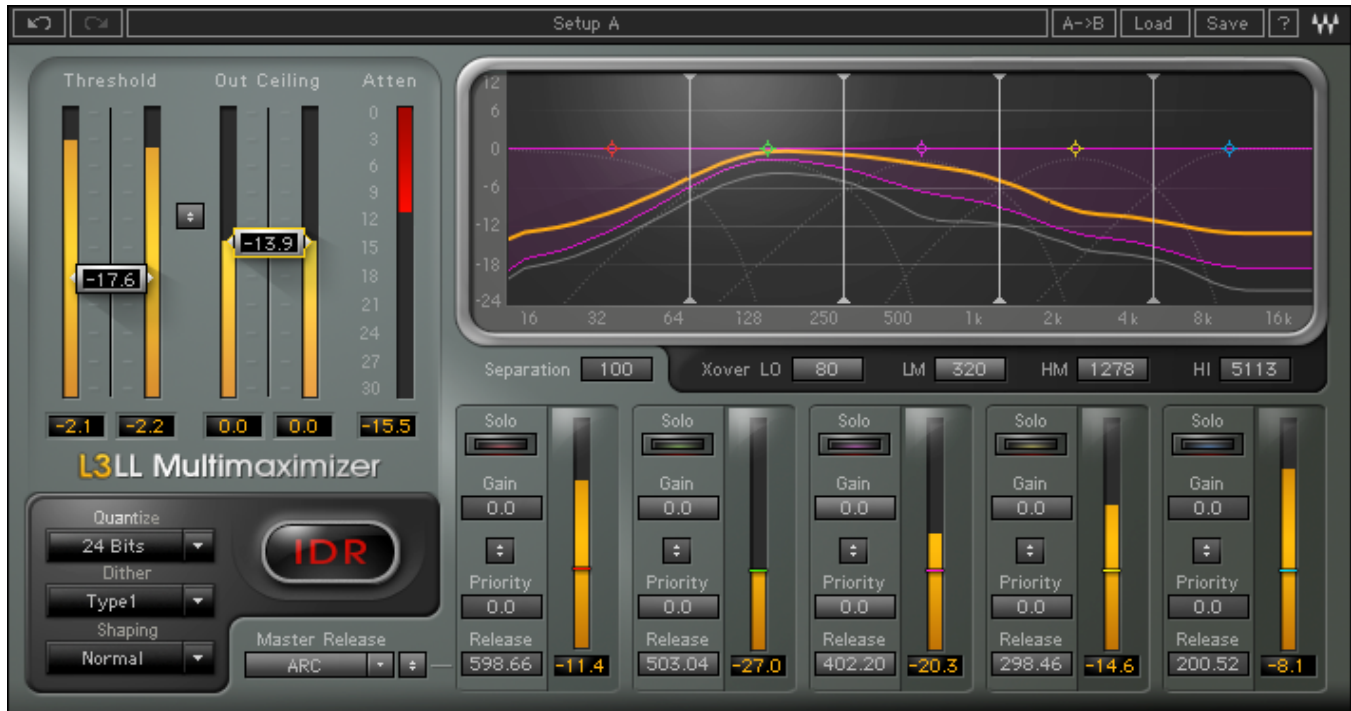 Setup A A->B Load Save ?
Threshold Out Ceiling Atten
0
3
6
9
12
15
18
21
24
27
30
-17.6
-13.9
-2.1 -2.2 0.0 0.0 -15.5
L3LL Multimaximizer
12
6
0
-6
-12
-18
-24
16 32 64 128 250 500 1k 2k 4k 8k 16k
Separation 100 Xover LO 80 LM 320 HM 1278 HI 5113
Quantize
24 Bits
Dither
Type1
Shaping
Normal
IDR
Master Release
ARC
Solo Solo Solo Solo Solo
Gain Gain Gain Gain Gain
0.0 0.0 0.0 0.0 0.0
Priority Priority Priority Priority Priority
0.0 0.0 0.0 0.0 0.0
Release Release Release Release Release
598.66 -11.4 503.04 -27.0 402.20 -20.3 298.46 -14.6 200.52 -8.1